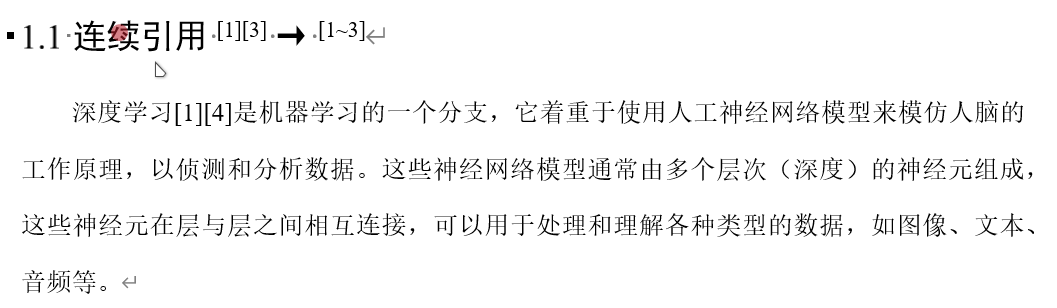 1.1 连续引用 [1][3] → [1~3]
深度学习[1][4]是机器学习的一个分支，它着重于使用人工神经网络模型来模仿人脑的
工作原理，以侦测和分析数据。这些神经网络模型通常由多个层次（深度）的神经元组成，
这些神经元在层与层之间相互连接，可以用于处理和理解各种类型的数据，如图像、文本、
音频等。